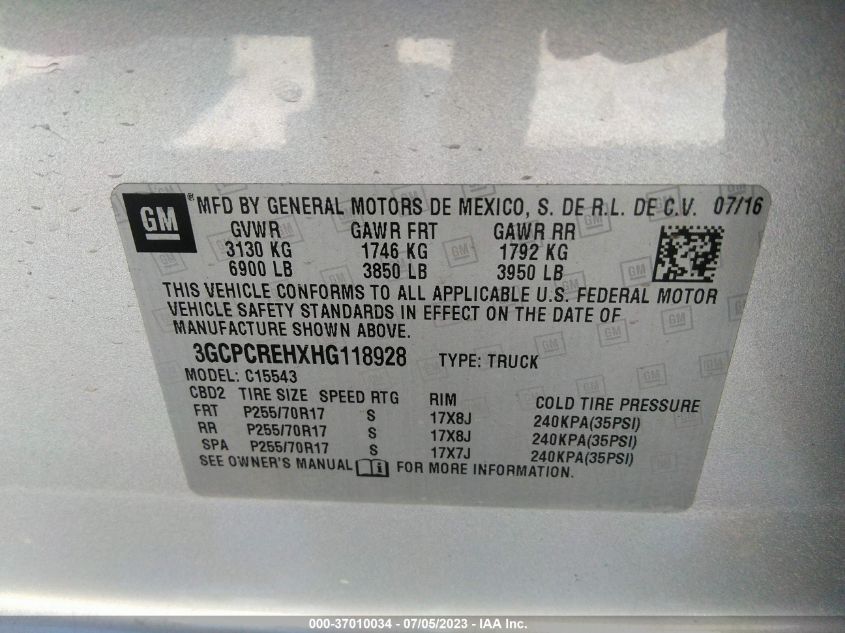 GM ® MFD BY GENERAL MOTORS DE MEXICO, S. DE R.L. DE C.V. 07/16
GVWR GAWR FRT GAWR RR
3130 KG 1746 KG 1792 KG
6900 LB 3850 LB 3950 LB
THIS VEHICLE CONFORMS TO ALL APPLICABLE U.S. FEDERAL MOTOR
VEHICLE SAFETY STANDARDS IN EFFECT ON THE DATE OF
MANUFACTURE SHOWN ABOVE.
3GCPCREHXHG118928 TYPE: TRUCK
MODEL: C15543
CBD2 TIRE SIZE SPEED RTG RIM COLD TIRE PRESSURE
FRT P255/70R17 S 17X8J 240KPA(35PSI)
RR P255/70R17 S 17X8J 240KPA(35PSI)
SPA P255/70R17 S 17X7J 240KPA(35PSI)
SEE OWNER'S MANUAL i FOR MORE INFORMATION.
000-37010034 - 07/05/2023 - IAA Inc.